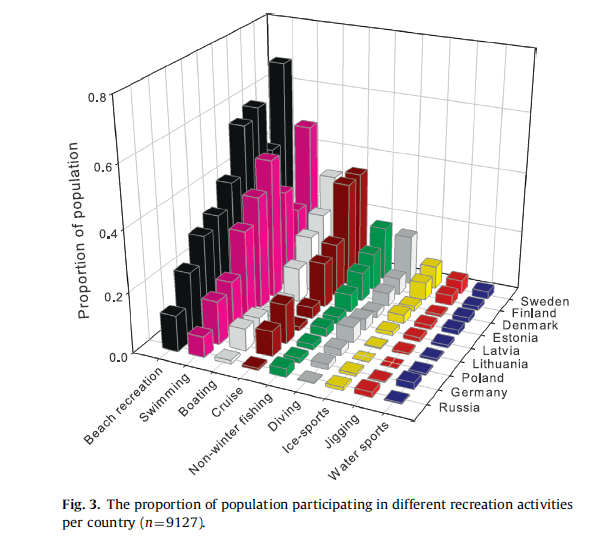 0.8
0.6
0.4
0.2
0.0
Proportion of population
Beach recreation
Swimming
Boating
Cruise
Non-winter fishing
Diving
Ice-sports
Jigging
Water sports
Sweden
Finland
Denmark
Estonia
Latvia
Lithuania
Poland
Germany
Russia
Fig. 3. The proportion of population participating in different recreation activities
per country (n=9127).